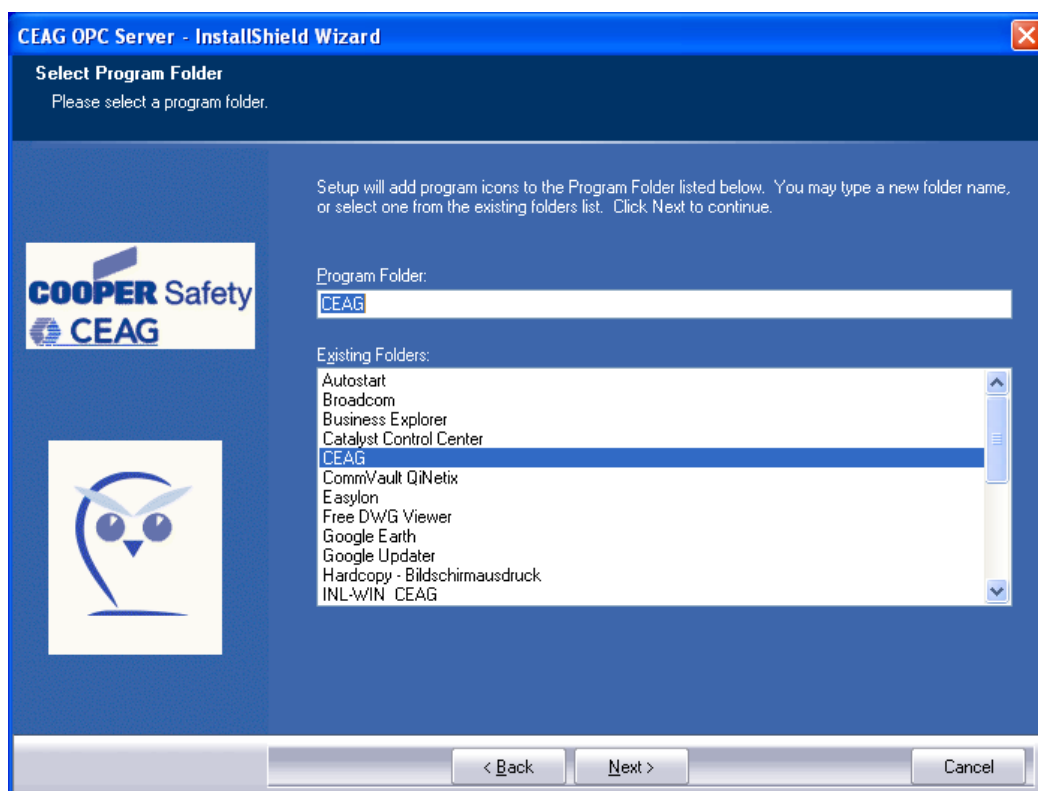 CEAG OPC Server - InstallShield Wizard
Select Program Folder
Please select a program folder.
Setup will add program icons to the Program Folder listed below.  You may type a new folder name,
or select one from the existing folders list.  Click Next to continue.
COOPER Safety
CEAG
Program Folder:
CEAG
Existing Folders:
Autostart
Broadcom
Business Explorer
Catalyst Control Center
CEAG
CommVault QiNetix
Easylon
Free DWG Viewer
Google Earth
Google Updater
Hardcopy - Bildschirmausdruck
INL-WIN  CEAG
< Back
Next >
Cancel